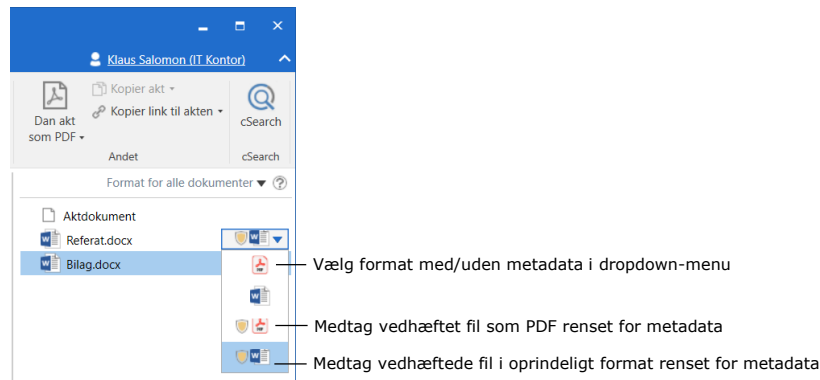 Klaus Salomon (IT Kontor)
Dan akt
som PDF
Kopier akt
Kopier link til akten
cSearch
Andet
cSearch
Format for alle dokumenter
Aktdokument
Referat.docx
Bilag.docx
Vælg format med/uden metadata i dropdown-menu
Medtag vedhæftet fil som PDF renset for metadata
Medtag vedhæftede fil i oprindeligt format renset for metadata